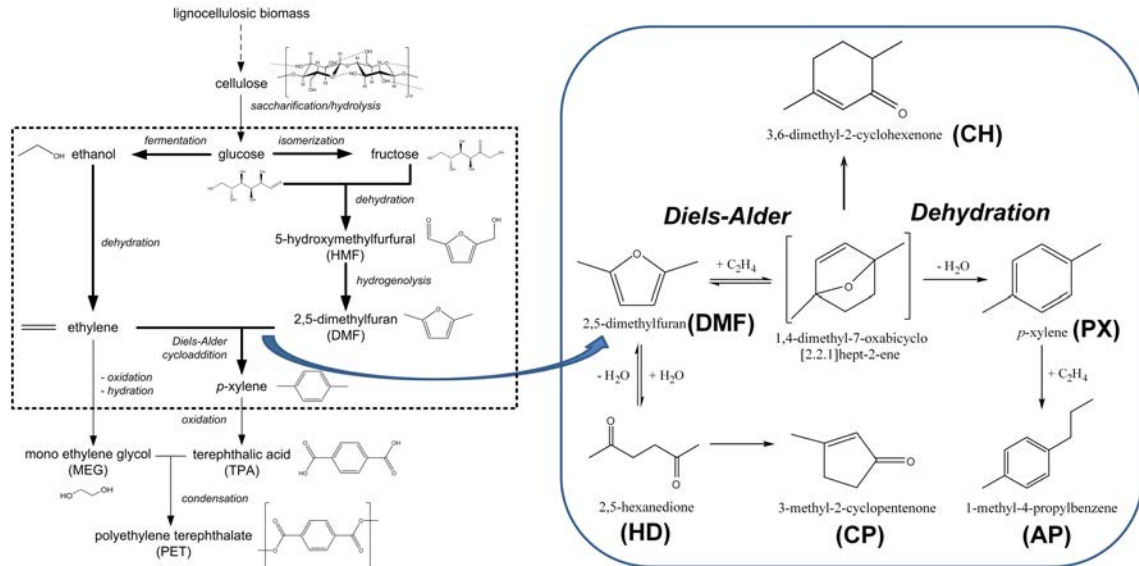 lignocellulosic biomass
cellulose
saccharification/hydrolysis
fermentation
isomerization
ethanol
glucose
fructose
dehydration
dehydration
5-hydroxymethylfurfural
(HMF)
hydrogenolysis
ethylene
2,5-dimethylfuran
(DMF)
Diels-Alder
cycloaddition
- oxidation
- hydration
p-xylene
oxidation
mono ethylene glycol
(MEG)
terephthalic acid
(TPA)
condensation
polyethylene terephthalate
(PET)
3,6-dimethyl-2-cyclohexenone (CH)
Diels-Alder
Dehydration
+ C2H4
- H2O
2,5-dimethylfuran (DMF)
1,4-dimethyl-7-oxabicyclo
[2.2.1]hept-2-ene
p-xylene (PX)
- H2O
+ H2O
+ C2H4
2,5-hexanedione
(HD)
3-methyl-2-cyclopentenone
(CP)
1-methyl-4-propylbenzene
(AP)